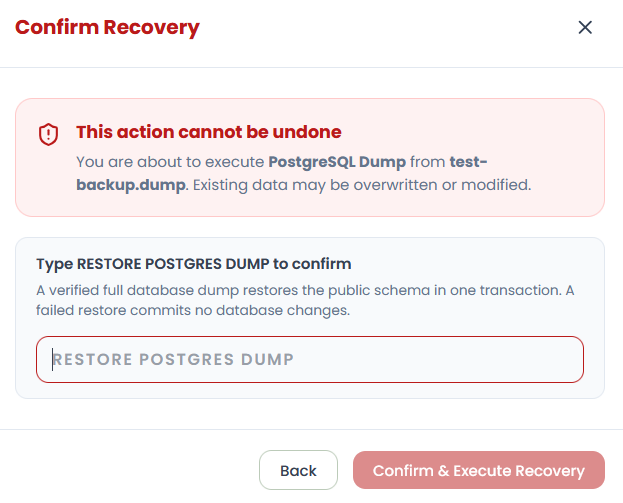 Confirm Recovery
This action cannot be undone
You are about to execute PostgreSQL Dump from test-
backup.dump. Existing data may be overwritten or modified.
Type RESTORE POSTGRES DUMP to confirm
A verified full database dump restores the public schema in one transaction. A
failed restore commits no database changes.
RESTORE POSTGRES DUMP
Back
Confirm & Execute Recovery